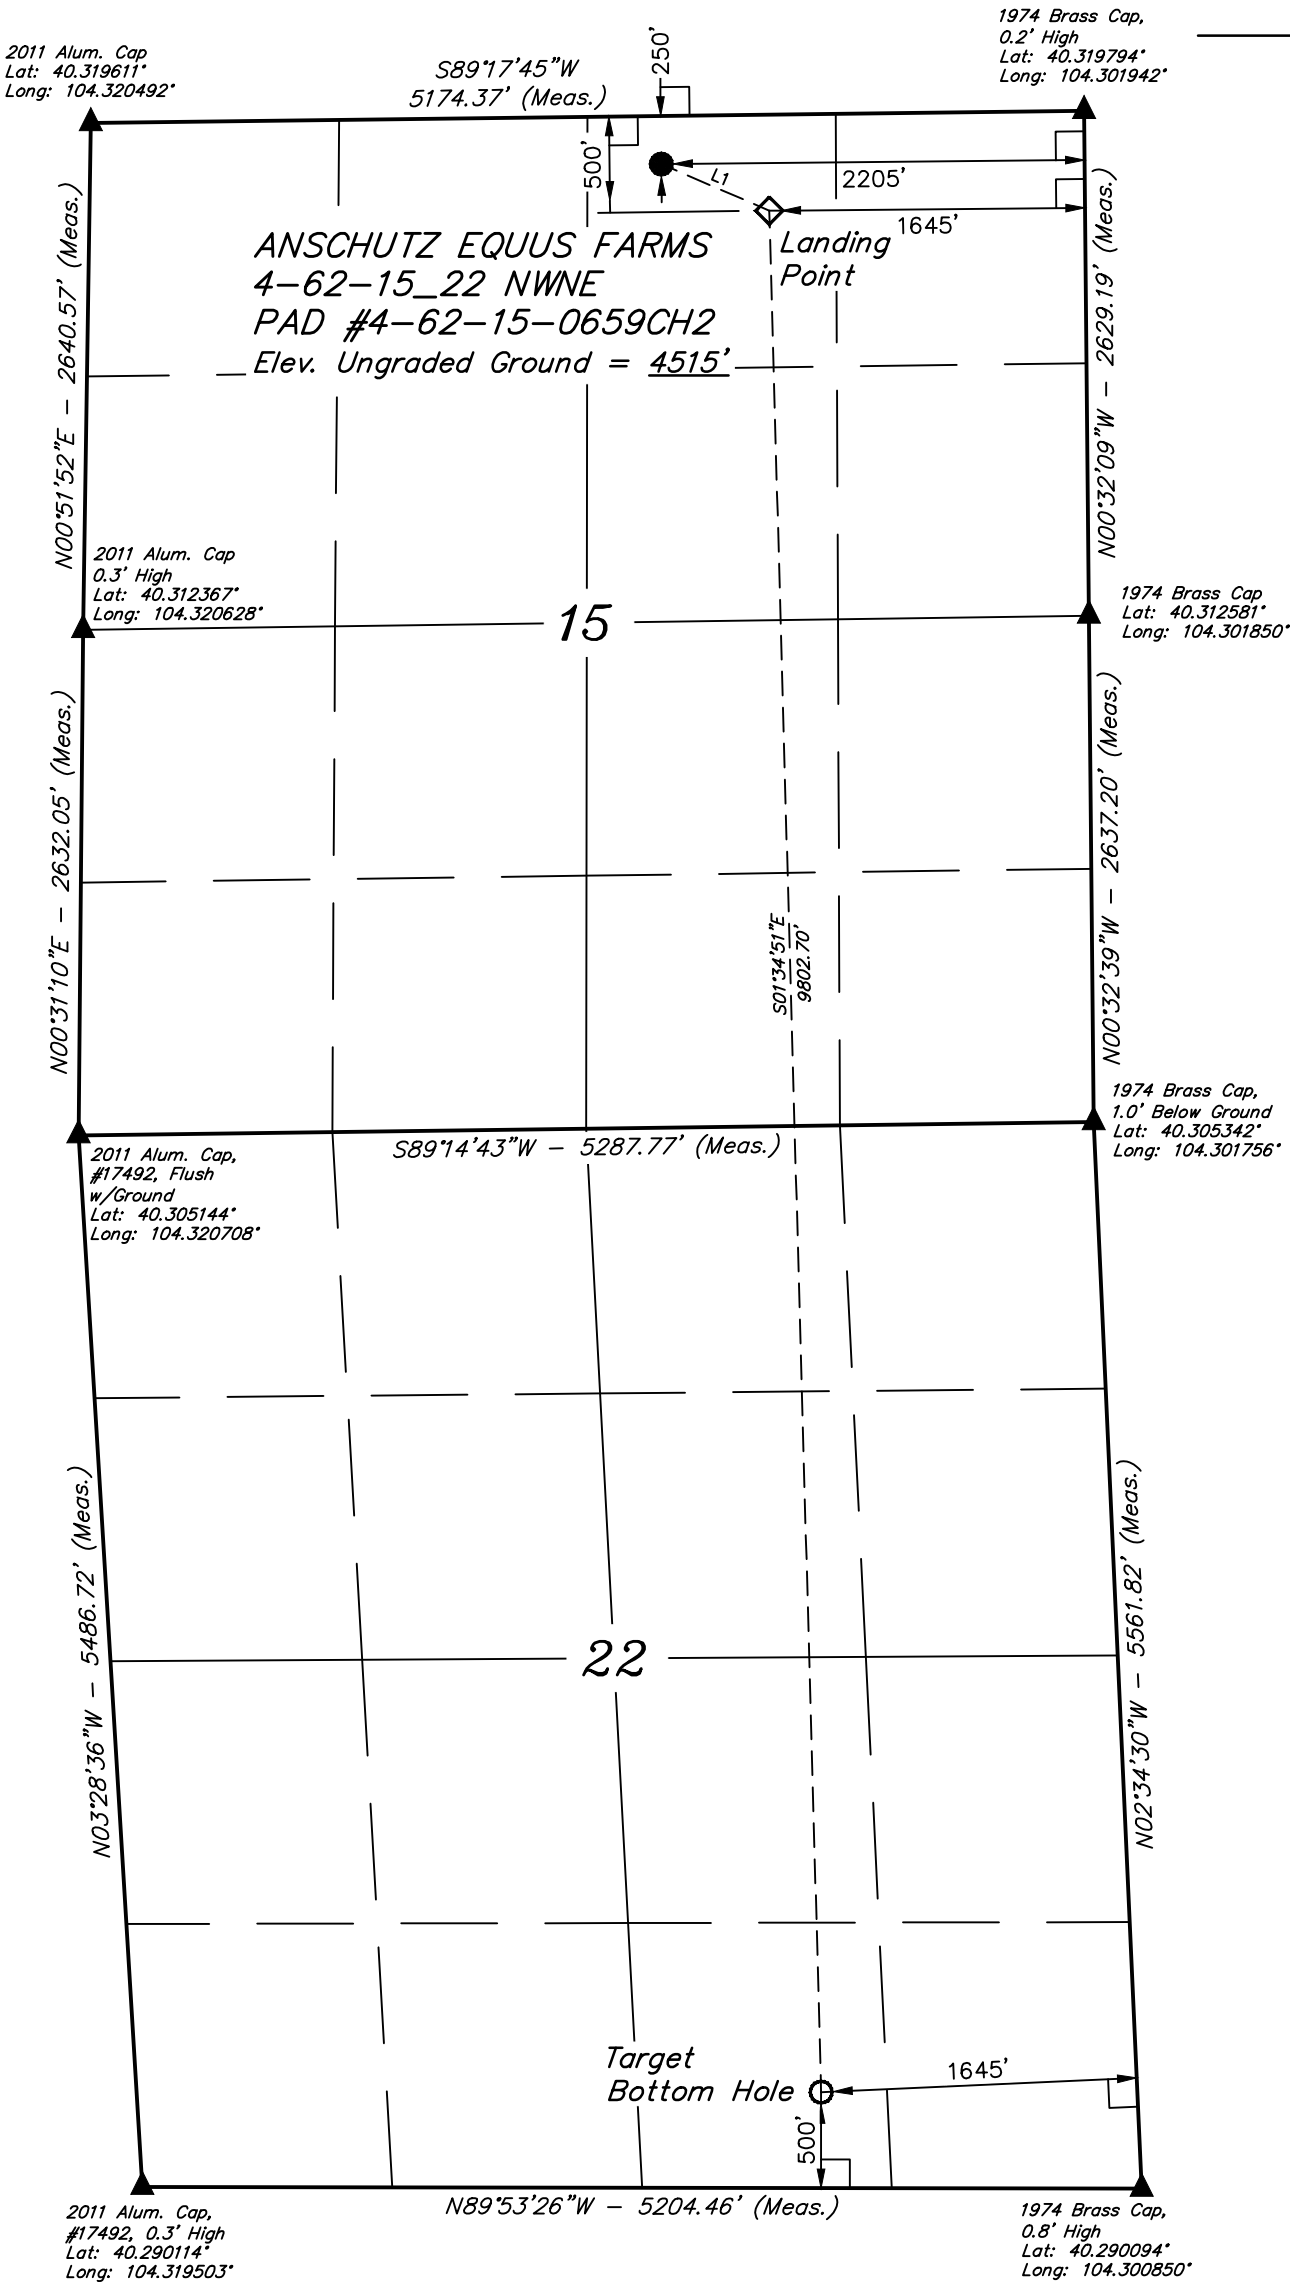 1974 Brass Cap,
0.2' High
Lat: 40.319794°
Long: 104.301942°
2011 Alum. Cap
Lat: 40.319611°
Long: 104.320492°
S89°17'45"W
5174.37' (Meas.)
250'
500'
2205'
L1
1645'
Landing
Point
ANSCHUTZ EQUUS FARMS
4-62-15_22 NWNE
PAD #4-62-15-0659CH2
Elev. Ungraded Ground = 4515'
N00°51'52"E - 2640.57' (Meas.)
N00°32'09"W - 2629.19' (Meas.)
2011 Alum. Cap
0.3' High
Lat: 40.312367°
Long: 104.320628°
15
1974 Brass Cap
Lat: 40.312581°
Long: 104.301850°
N00°31'10"E - 2632.05' (Meas.)
S01°34'51"E
9802.70'
N00°32'39"W - 2637.20' (Meas.)
1974 Brass Cap,
1.0' Below Ground
Lat: 40.305342°
Long: 104.301756°
S89°14'43"W - 5287.77' (Meas.)
2011 Alum. Cap,
#17492, Flush
w/Ground
Lat: 40.305144°
Long: 104.320708°
N03°28'36"W - 5486.72' (Meas.)
22
N02°34'30"W - 5561.82' (Meas.)
Target
Bottom Hole
1645'
500'
N89°53'26"W - 5204.46' (Meas.)
2011 Alum. Cap,
#17492, 0.3' High
Lat: 40.290114°
Long: 104.319503°
1974 Brass Cap,
0.8' High
Lat: 40.290094°
Long: 104.300850°